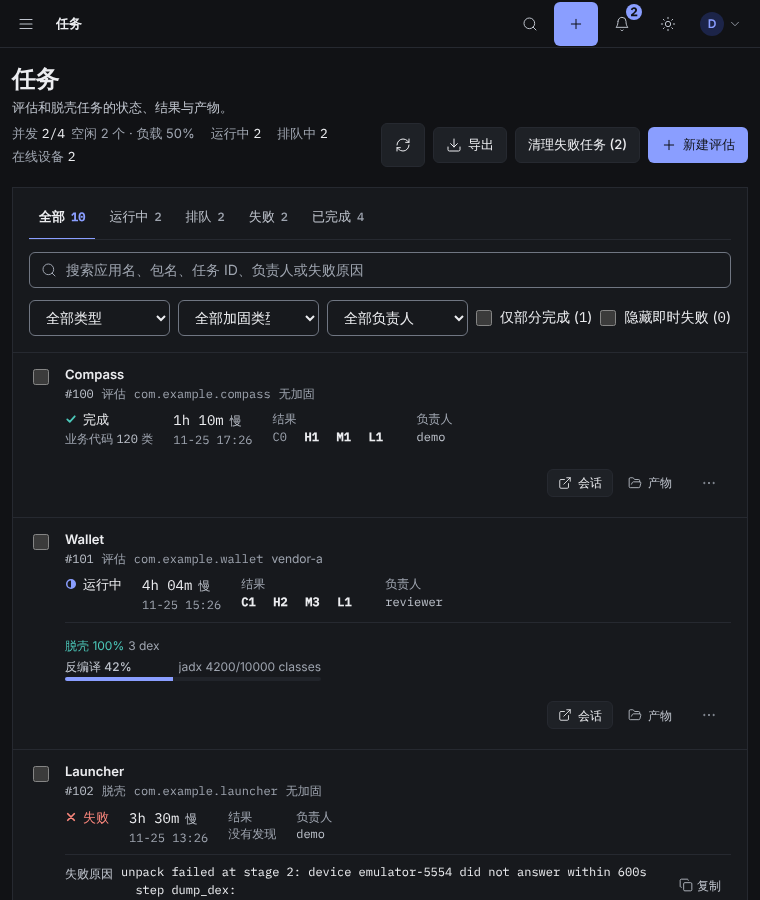 任务
2
D
任务
评估和脱壳任务的状态、结果与产物。
并发 2/4 空闲 2 个 · 负载 50% 运行中 2 排队中 2
在线设备 2
导出
清理失败任务 (2)
新建评估
全部 10 运行中 2 排队 2 失败 2 已完成 4
搜索应用名、包名、任务 ID、负责人或失败原因
全部类型 全部加固类型 全部负责人 仅部分完成 (1) 隐藏即时失败 (0)
Compass
#100 评估 com.example.compass 无加固
完成 1h 10m 慢 结果 负责人
业务代码 120 类 11-25 17:26 C0 H1 M1 L1 demo
会话 产物 ...
Wallet
#101 评估 com.example.wallet vendor-a
运行中 4h 04m 慢 结果 负责人
11-25 15:26 C1 H2 M3 L1 reviewer
脱壳 100% 3 dex
反编译 42% jadx 4200/10000 classes
会话 产物 ...
Launcher
#102 脱壳 com.example.launcher 无加固
失败 3h 30m 慢 结果 负责人
11-25 13:26 没有发现 demo
失败原因 unpack failed at stage 2: device emulator-5554 did not answer within 600s
step dump_dex:
复制